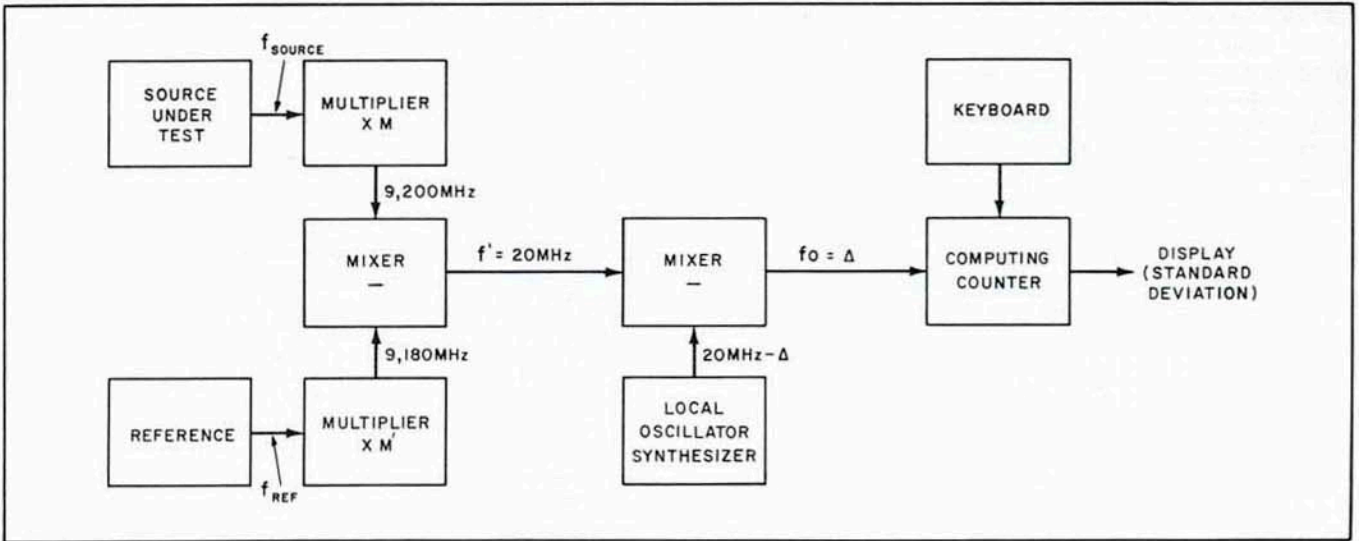 f SOURCE
SOURCE
UNDER
TEST
MULTIPLIER
X M
KEYBOARD
9,200MHz
MIXER
–
f' = 20MHz
MIXER
–
fo = Δ
COMPUTING
COUNTER
DISPLAY
(STANDARD
DEVIATION)
9,180MHz
20MHz-Δ
REFERENCE
MULTIPLIER
X M'
LOCAL
OSCILLATOR
SYNTHESIZER
f REF